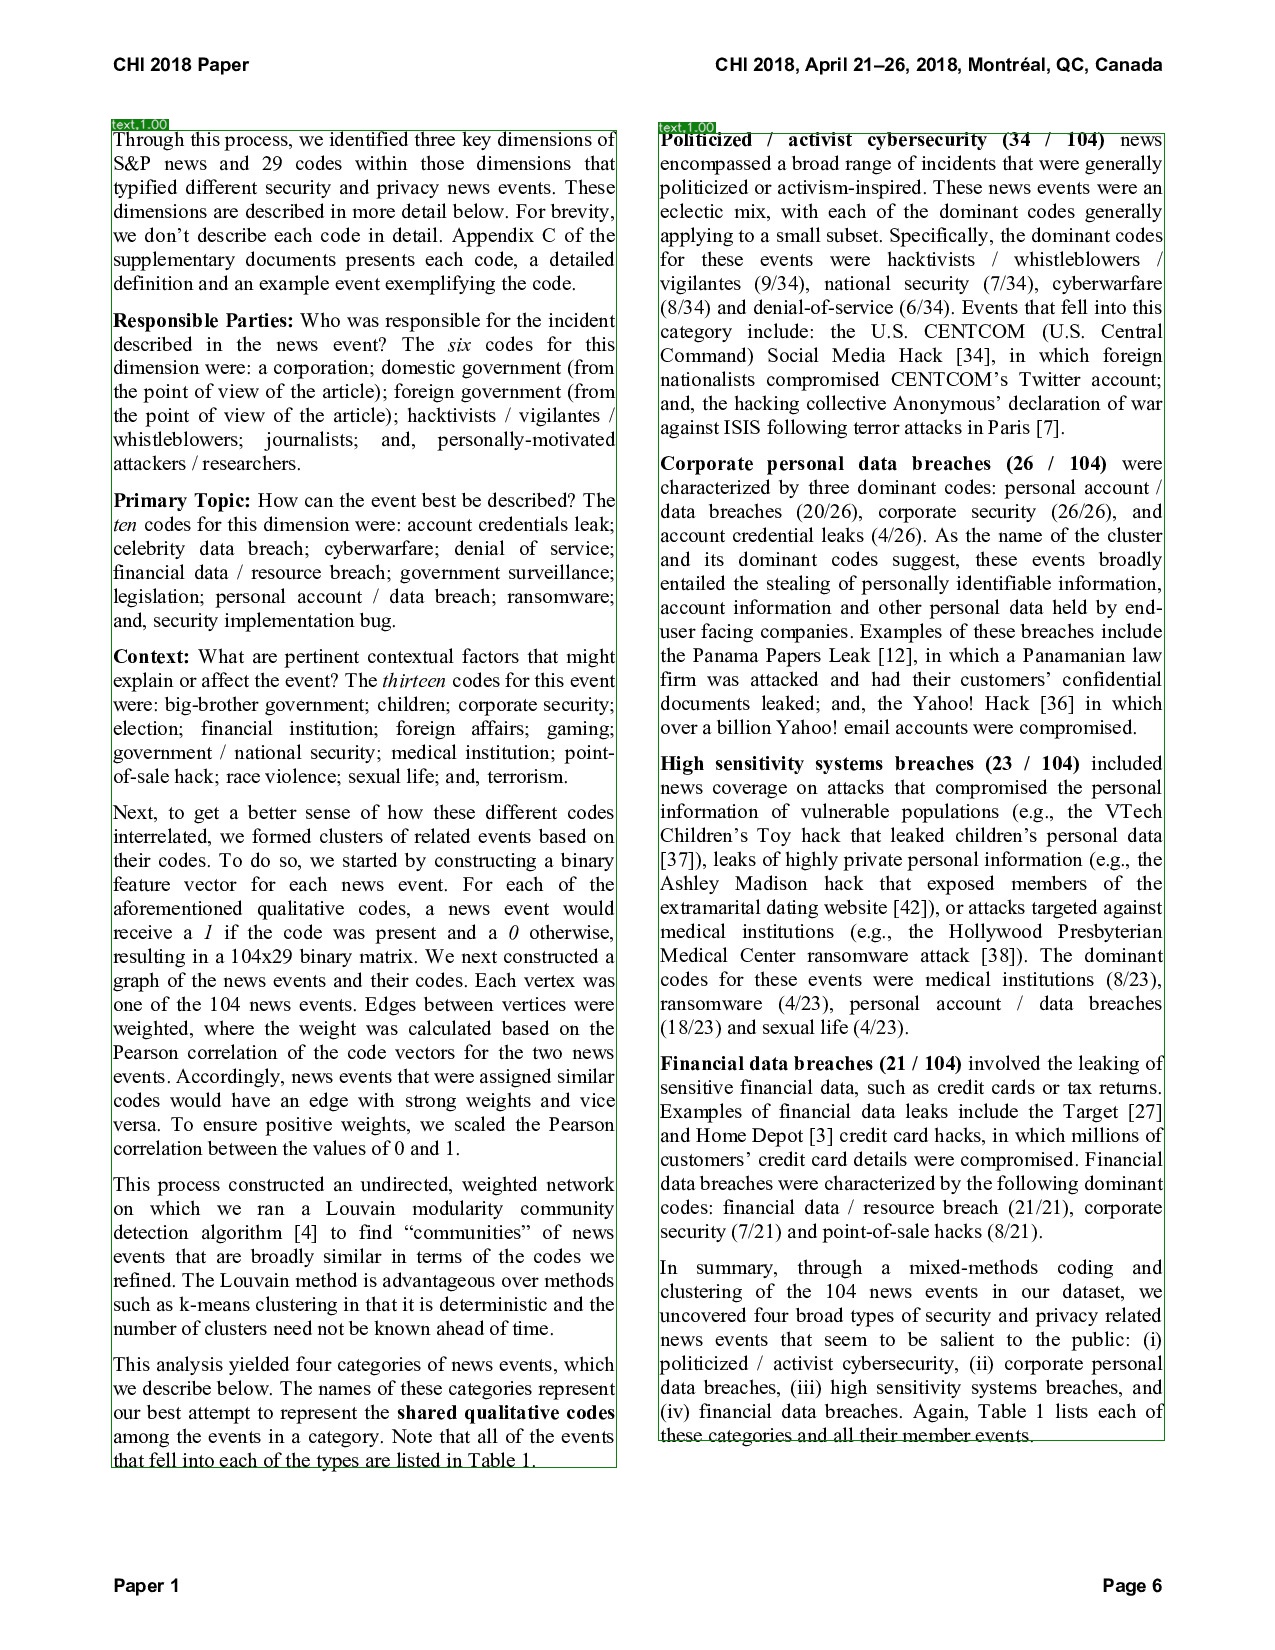 CHI 2018 Paper
CHI 2018, April 21–26, 2018, Montréal, QC, Canada
text,1.00
Through this process, we identified three key dimensions of
S&P news and 29 codes within those dimensions that
typified different security and privacy news events. These
dimensions are described in more detail below. For brevity,
we don’t describe each code in detail. Appendix C of the
supplementary documents presents each code, a detailed
definition and an example event exemplifying the code.
Responsible Parties: Who was responsible for the incident
described in the news event? The six codes for this
dimension were: a corporation; domestic government (from
the point of view of the article); foreign government (from
the point of view of the article); hacktivists / vigilantes /
whistleblowers; journalists; and, personally-motivated
attackers / researchers.
Primary Topic: How can the event best be described? The
ten codes for this dimension were: account credentials leak;
celebrity data breach; cyberwarfare; denial of service;
financial data / resource breach; government surveillance;
legislation; personal account / data breach; ransomware;
and, security implementation bug.
Context: What are pertinent contextual factors that might
explain or affect the event? The thirteen codes for this event
were: big-brother government; children; corporate security;
election; financial institution; foreign affairs; gaming;
government / national security; medical institution; point-
of-sale hack; race violence; sexual life; and, terrorism.
Next, to get a better sense of how these different codes
interrelated, we formed clusters of related events based on
their codes. To do so, we started by constructing a binary
feature vector for each news event. For each of the
aforementioned qualitative codes, a news event would
receive a 1 if the code was present and a 0 otherwise,
resulting in a 104x29 binary matrix. We next constructed a
graph of the news events and their codes. Each vertex was
one of the 104 news events. Edges between vertices were
weighted, where the weight was calculated based on the
Pearson correlation of the code vectors for the two news
events. Accordingly, news events that were assigned similar
codes would have an edge with strong weights and vice
versa. To ensure positive weights, we scaled the Pearson
correlation between the values of 0 and 1.
This process constructed an undirected, weighted network
on which we ran a Louvain modularity community
detection algorithm [4] to find “communities” of news
events that are broadly similar in terms of the codes we
refined. The Louvain method is advantageous over methods
such as k-means clustering in that it is deterministic and the
number of clusters need not be known ahead of time.
This analysis yielded four categories of news events, which
we describe below. The names of these categories represent
our best attempt to represent the shared qualitative codes
among the events in a category. Note that all of the events
that fell into each of the types are listed in Table 1.
text,1.00
Politicized / activist cybersecurity (34 / 104) news
encompassed a broad range of incidents that were generally
politicized or activism-inspired. These news events were an
eclectic mix, with each of the dominant codes generally
applying to a small subset. Specifically, the dominant codes
for these events were hacktivists / whistleblowers /
vigilantes (9/34), national security (7/34), cyberwarfare
(8/34) and denial-of-service (6/34). Events that fell into this
category include: the U.S. CENTCOM (U.S. Central
Command) Social Media Hack [34], in which foreign
nationalists compromised CENTCOM’s Twitter account;
and, the hacking collective Anonymous’ declaration of war
against ISIS following terror attacks in Paris [7].
Corporate personal data breaches (26 / 104) were
characterized by three dominant codes: personal account /
data breaches (20/26), corporate security (26/26), and
account credential leaks (4/26). As the name of the cluster
and its dominant codes suggest, these events broadly
entailed the stealing of personally identifiable information,
account information and other personal data held by end-
user facing companies. Examples of these breaches include
the Panama Papers Leak [12], in which a Panamanian law
firm was attacked and had their customers’ confidential
documents leaked; and, the Yahoo! Hack [36] in which
over a billion Yahoo! email accounts were compromised.
High sensitivity systems breaches (23 / 104) included
news coverage on attacks that compromised the personal
information of vulnerable populations (e.g., the VTech
Children’s Toy hack that leaked children’s personal data
[37]), leaks of highly private personal information (e.g., the
Ashley Madison hack that exposed members of the
extramarital dating website [42]), or attacks targeted against
medical institutions (e.g., the Hollywood Presbyterian
Medical Center ransomware attack [38]). The dominant
codes for these events were medical institutions (8/23),
ransomware (4/23), personal account / data breaches
(18/23) and sexual life (4/23).
Financial data breaches (21 / 104) involved the leaking of
sensitive financial data, such as credit cards or tax returns.
Examples of financial data leaks include the Target [27]
and Home Depot [3] credit card hacks, in which millions of
customers’ credit card details were compromised. Financial
data breaches were characterized by the following dominant
codes: financial data / resource breach (21/21), corporate
security (7/21) and point-of-sale hacks (8/21).
In summary, through a mixed-methods coding and
clustering of the 104 news events in our dataset, we
uncovered four broad types of security and privacy related
news events that seem to be salient to the public: (i)
politicized / activist cybersecurity, (ii) corporate personal
data breaches, (iii) high sensitivity systems breaches, and
(iv) financial data breaches. Again, Table 1 lists each of
these categories and all their member events.
Paper 1
Page 6